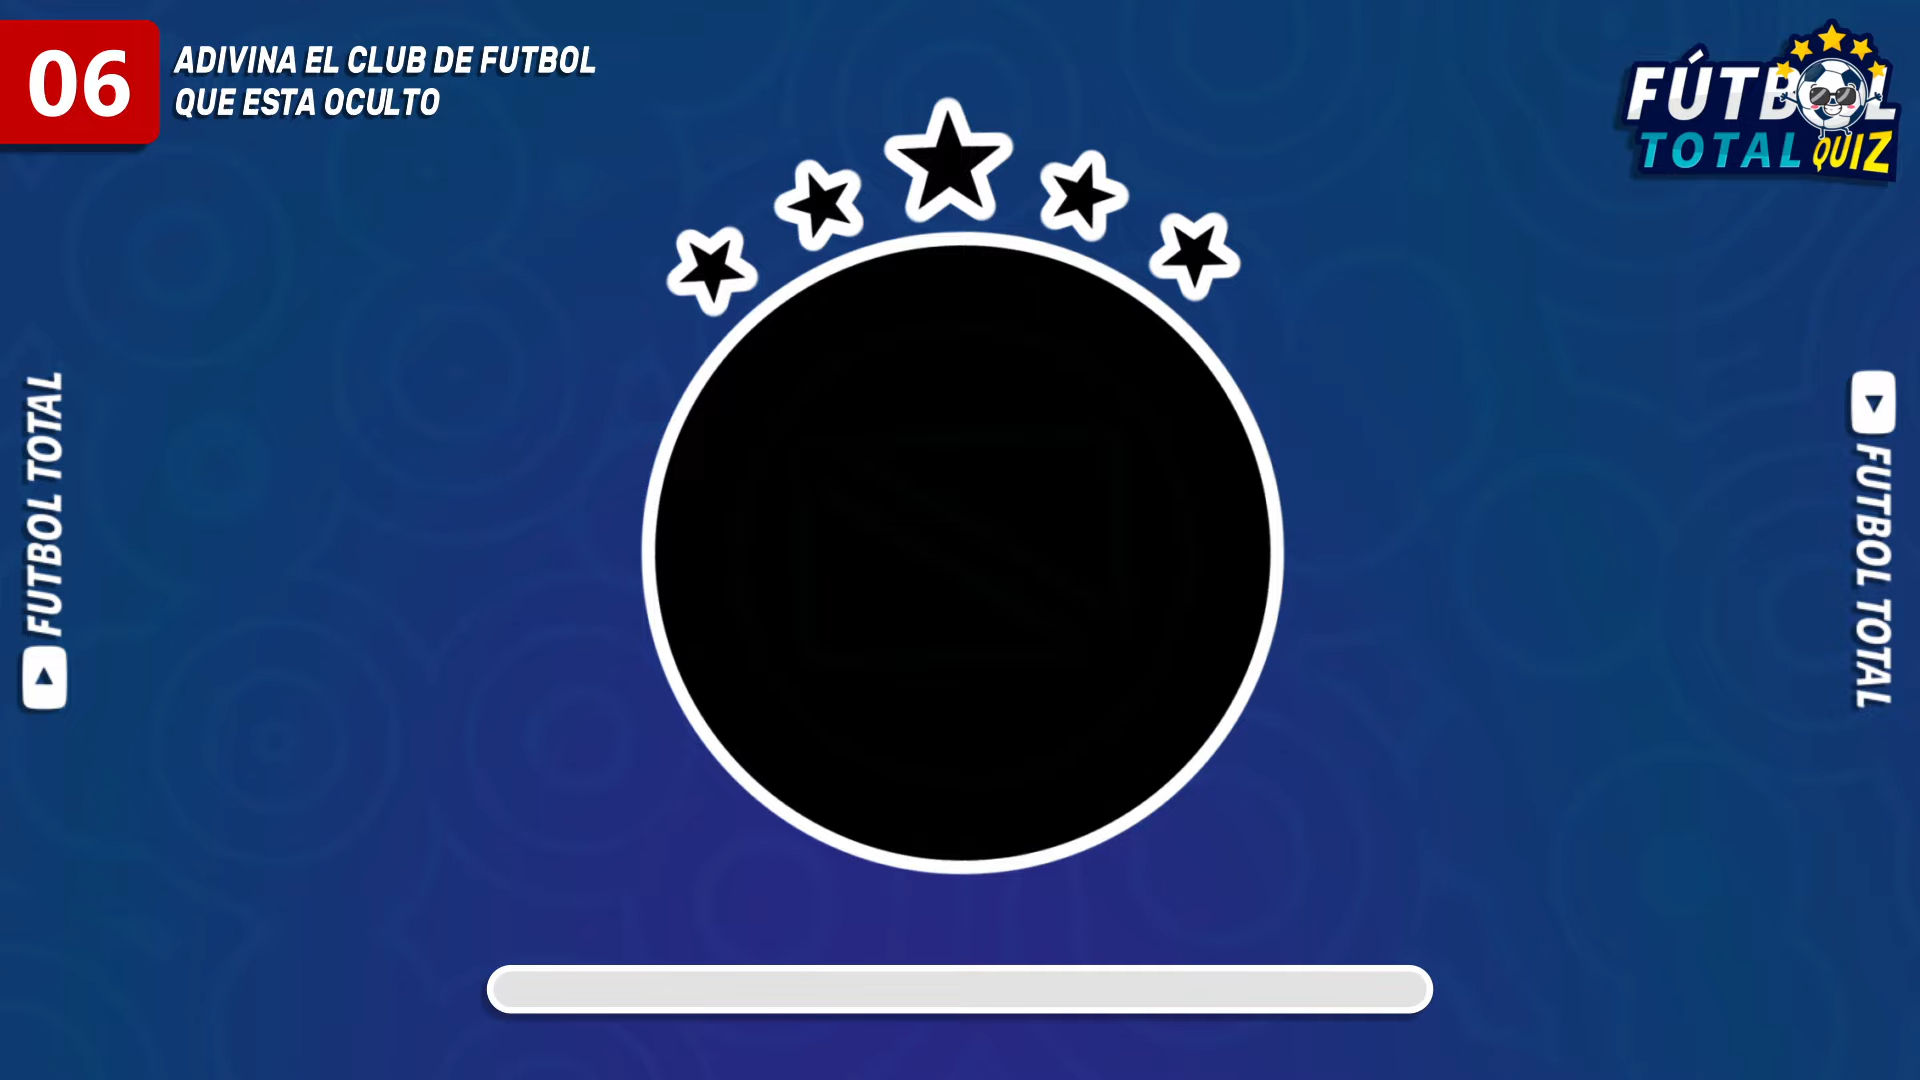 06
ADIVINA EL CLUB DE FUTBOL
QUE ESTA OCULTO
FÚTBOL
TOTAL QUIZ
FUTBOL TOTAL
FUTBOL TOTAL